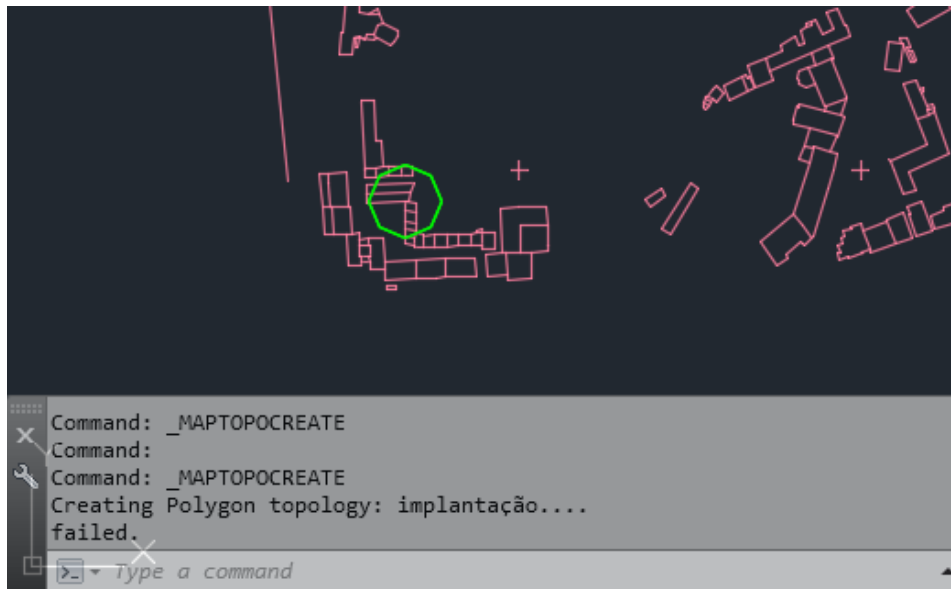 Command: _MAPTOPOCREATE
Command:
Command: _MAPTOPOCREATE
Creating Polygon topology: implantação....
failed.
Type a command